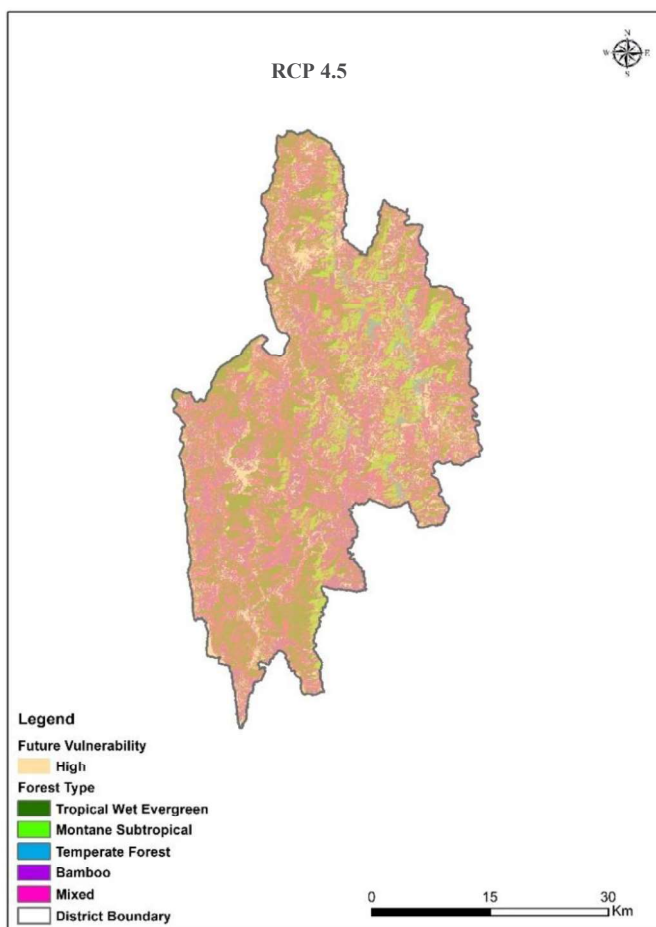 N
W E
S
RCP 4.5
Legend
Future Vulnerability
High
Forest Type
Tropical Wet Evergreen
Montane Subtropical
Temperate Forest
Bamboo
Mixed
District Boundary
0 15 30
Km